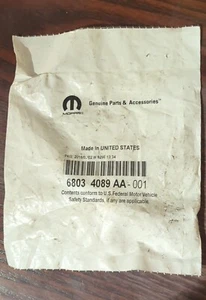 MOPAR
Genuine Parts & Accessories™
Made in UNITED STATES
6803 4089 AA-001
Contents conform to U.S. Federal Motor Vehicle
Safety Standards, if any are applicable.